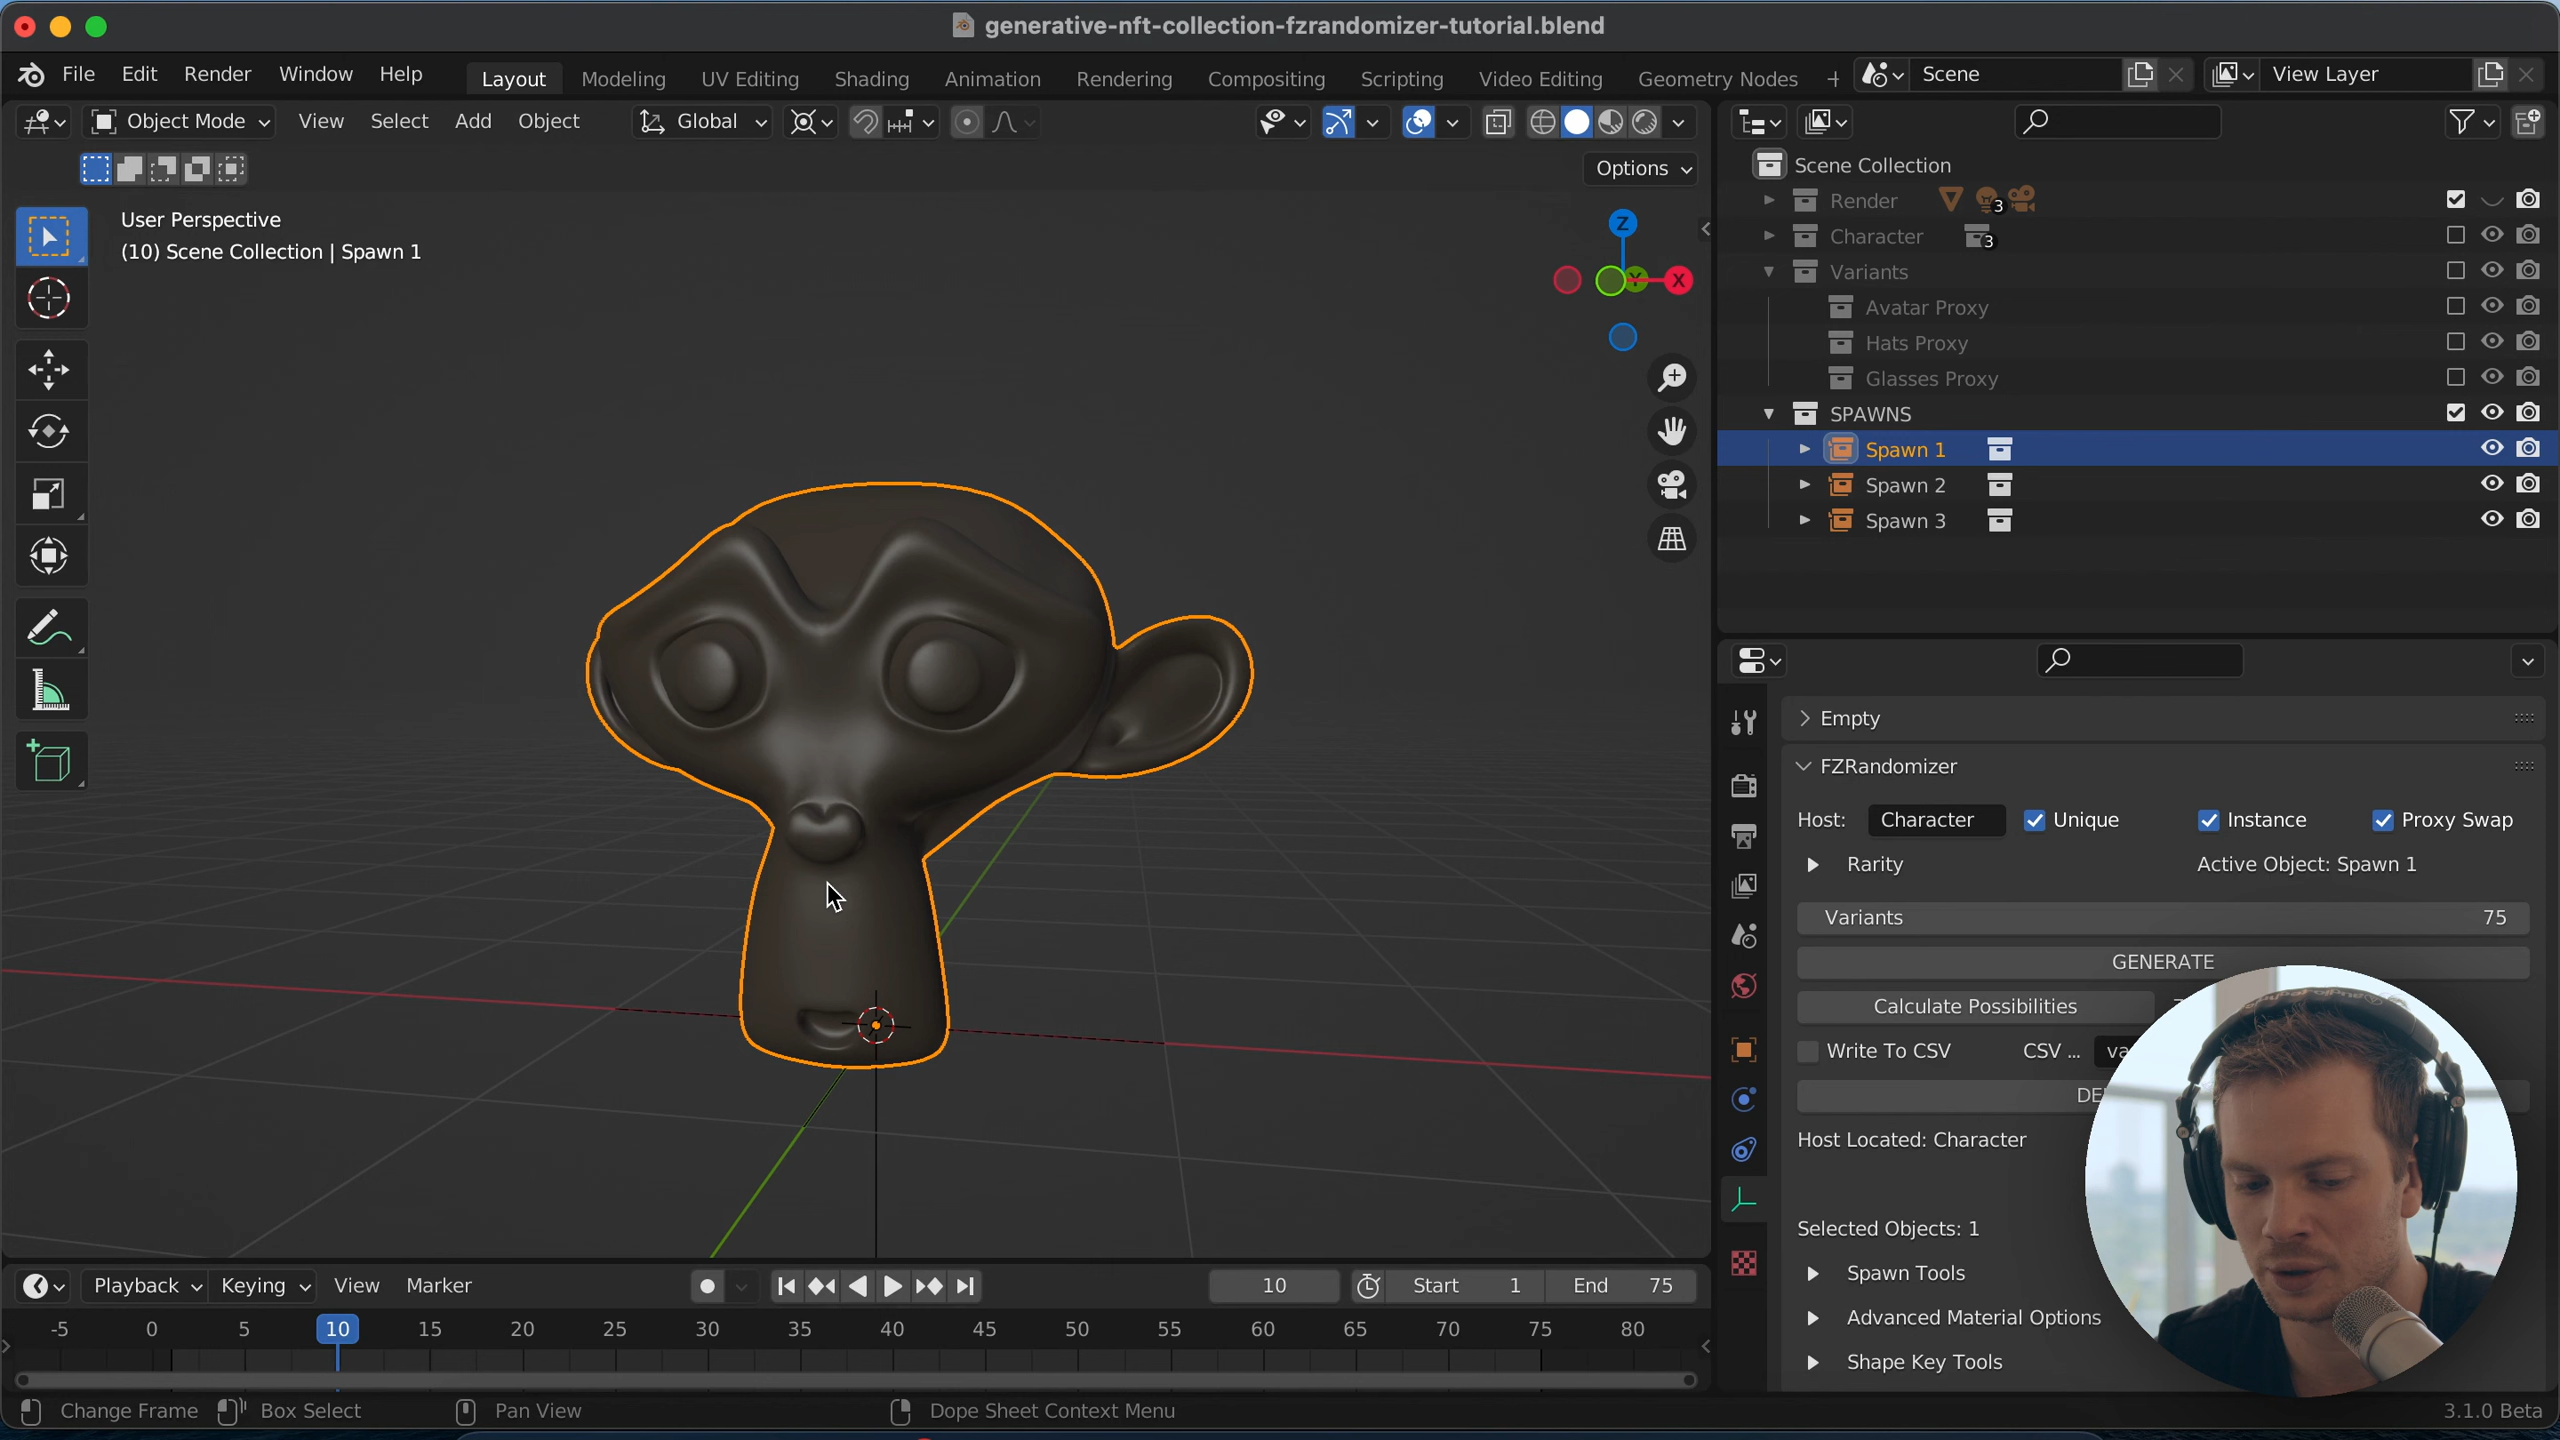 generative-nft-collection-fzrandomizer-tutorial.blend
File Edit Render Window Help Layout Modeling UV Editing Shading Animation Rendering Compositing Scripting Video Editing Geometry Nodes + Scene View Layer
Object Mode View Select Add Object Global
Options
User Perspective
(10) Scene Collection | Spawn 1
Z
Y
X
Scene Collection
Render 3
Character 3
Variants
Avatar Proxy
Hats Proxy
Glasses Proxy
SPAWNS
Spawn 1
Spawn 2
Spawn 3
Empty
FZRandomizer
Host: Character Unique Instance Proxy Swap
Rarity Active Object: Spawn 1
Variants 75
GENERATE
Calculate Possibilities
Write To CSV CSV ... va
DE
Host Located: Character
Selected Objects: 1
Spawn Tools
Advanced Material Options
Shape Key Tools
Playback Keying View Marker 10 Start 1 End 75
-5 0 5 10 15 20 25 30 35 40 45 50 55 60 65 70 75 80
Change Frame Box Select Pan View Dope Sheet Context Menu 3.1.0 Beta